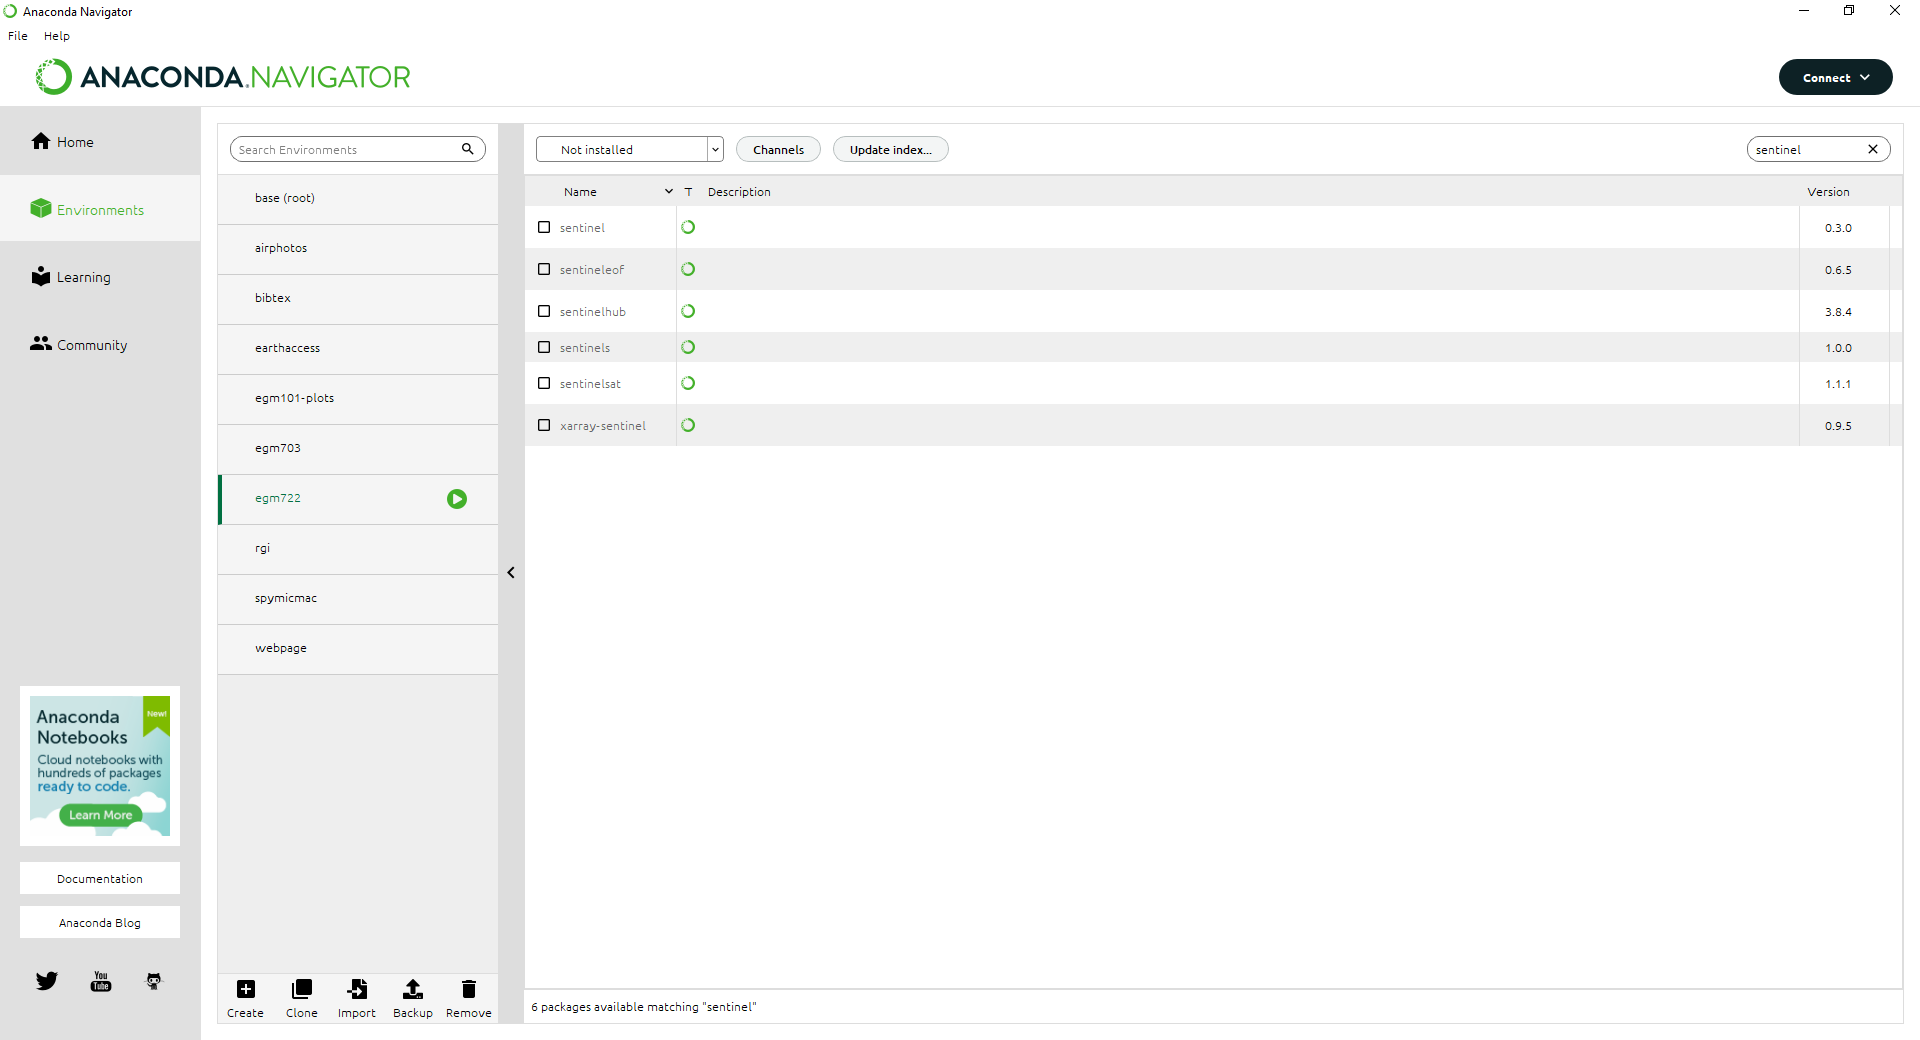 Anaconda Navigator
File Help
ANACONDA.NAVIGATOR
Connect
Home
Environments
Learning
Community
Anaconda
Notebooks
New!
Cloud notebooks with
hundreds of packages
ready to code.
Learn More
Documentation
Anaconda Blog
You
Tube
Search Environments
base (root)
airphotos
bibtex
earthaccess
egm101-plots
egm703
egm722
rgi
spymicmac
webpage
Create Clone Import Backup Remove
Not installed Channels Update index... sentinel
Name T Description Version
sentinel 0.3.0
sentineleof 0.6.5
sentinelhub 3.8.4
sentinels 1.0.0
sentinelsat 1.1.1
xarray-sentinel 0.9.5
6 packages available matching "sentinel"